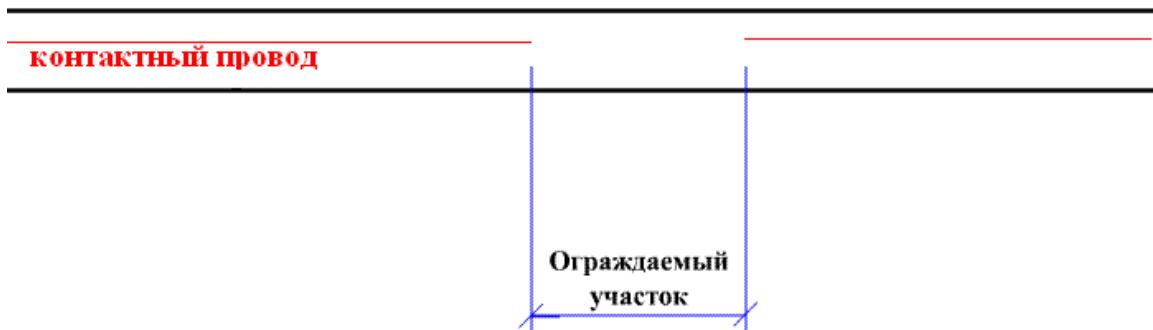 контактный провод
Ограждаемый
участок